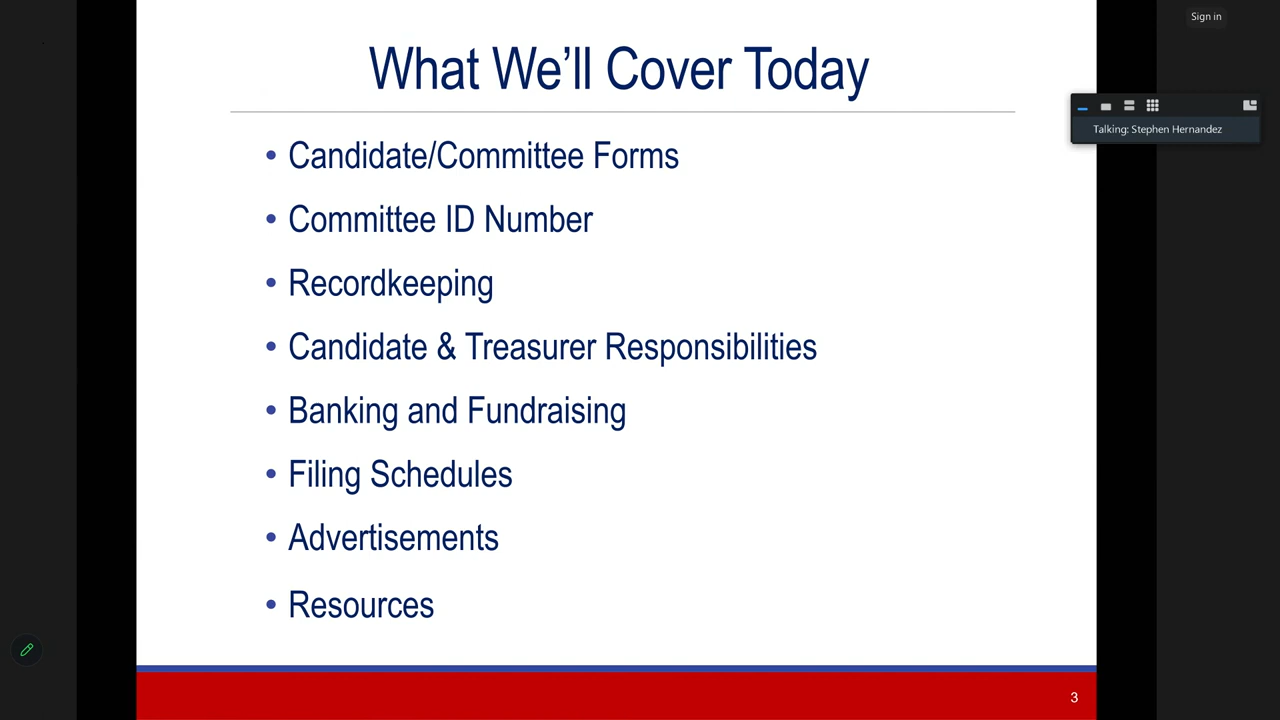 Sign in
What We'll Cover Today
Talking: Stephen Hernandez
• Candidate/Committee Forms
• Committee ID Number
• Recordkeeping
• Candidate & Treasurer Responsibilities
• Banking and Fundraising
• Filing Schedules
• Advertisements
• Resources
3